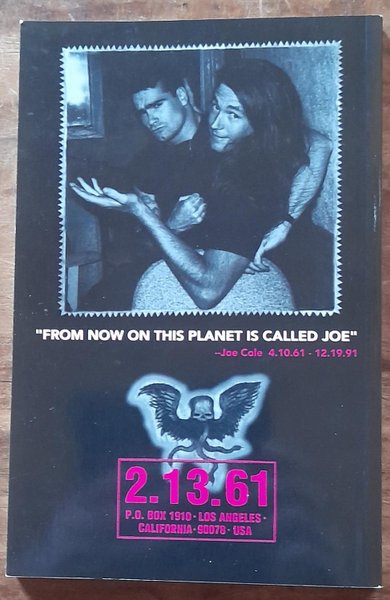 "FROM NOW ON THIS PLANET IS CALLED JOE"
--Joe Cole 4.10.61 - 12.19.91
2.13.61
P.O. BOX 1910 · LOS ANGELES ·
CALIFORNIA · 90078 · USA